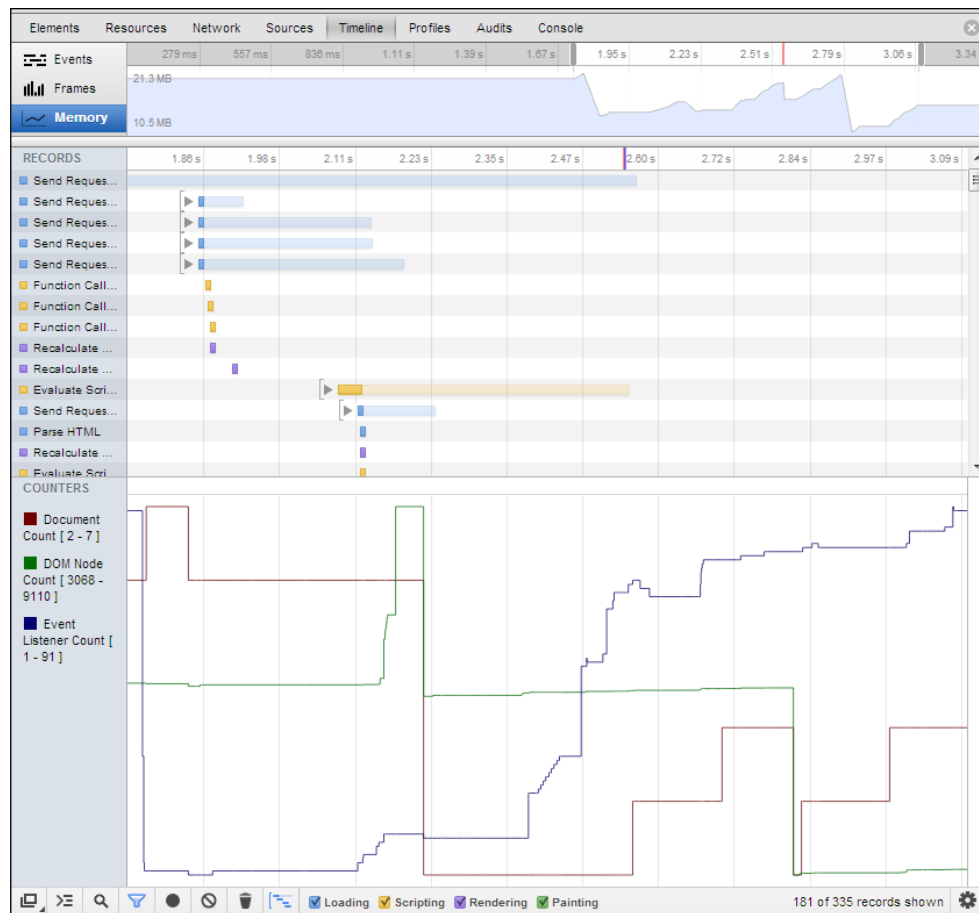 Elements Resources Network Sources Timeline Profiles Audits Console
Events
Frames
Memory
279 ms 557 ms 836 ms 1.11 s 1.39 s 1.67 s 1.95 s 2.23 s 2.51 s 2.79 s 3.06 s 3.34
21.3 MB
10.5 MB
RECORDS
1.86 s 1.98 s 2.11 s 2.23 s 2.35 s 2.47 s 2.60 s 2.72 s 2.84 s 2.97 s 3.09 s
Send Reques...
Send Reques...
Send Reques...
Send Reques...
Send Reques...
Function Call...
Function Call...
Function Call...
Recalculate ...
Recalculate ...
Evaluate Scri...
Send Reques...
Parse HTML
Recalculate ...
Evaluate Scri...
COUNTERS
Document
Count [ 2 - 7 ]
DOM Node
Count [ 3068 -
9110 ]
Event
Listener Count [
1 - 91 ]
Loading Scripting Rendering Painting 181 of 335 records shown